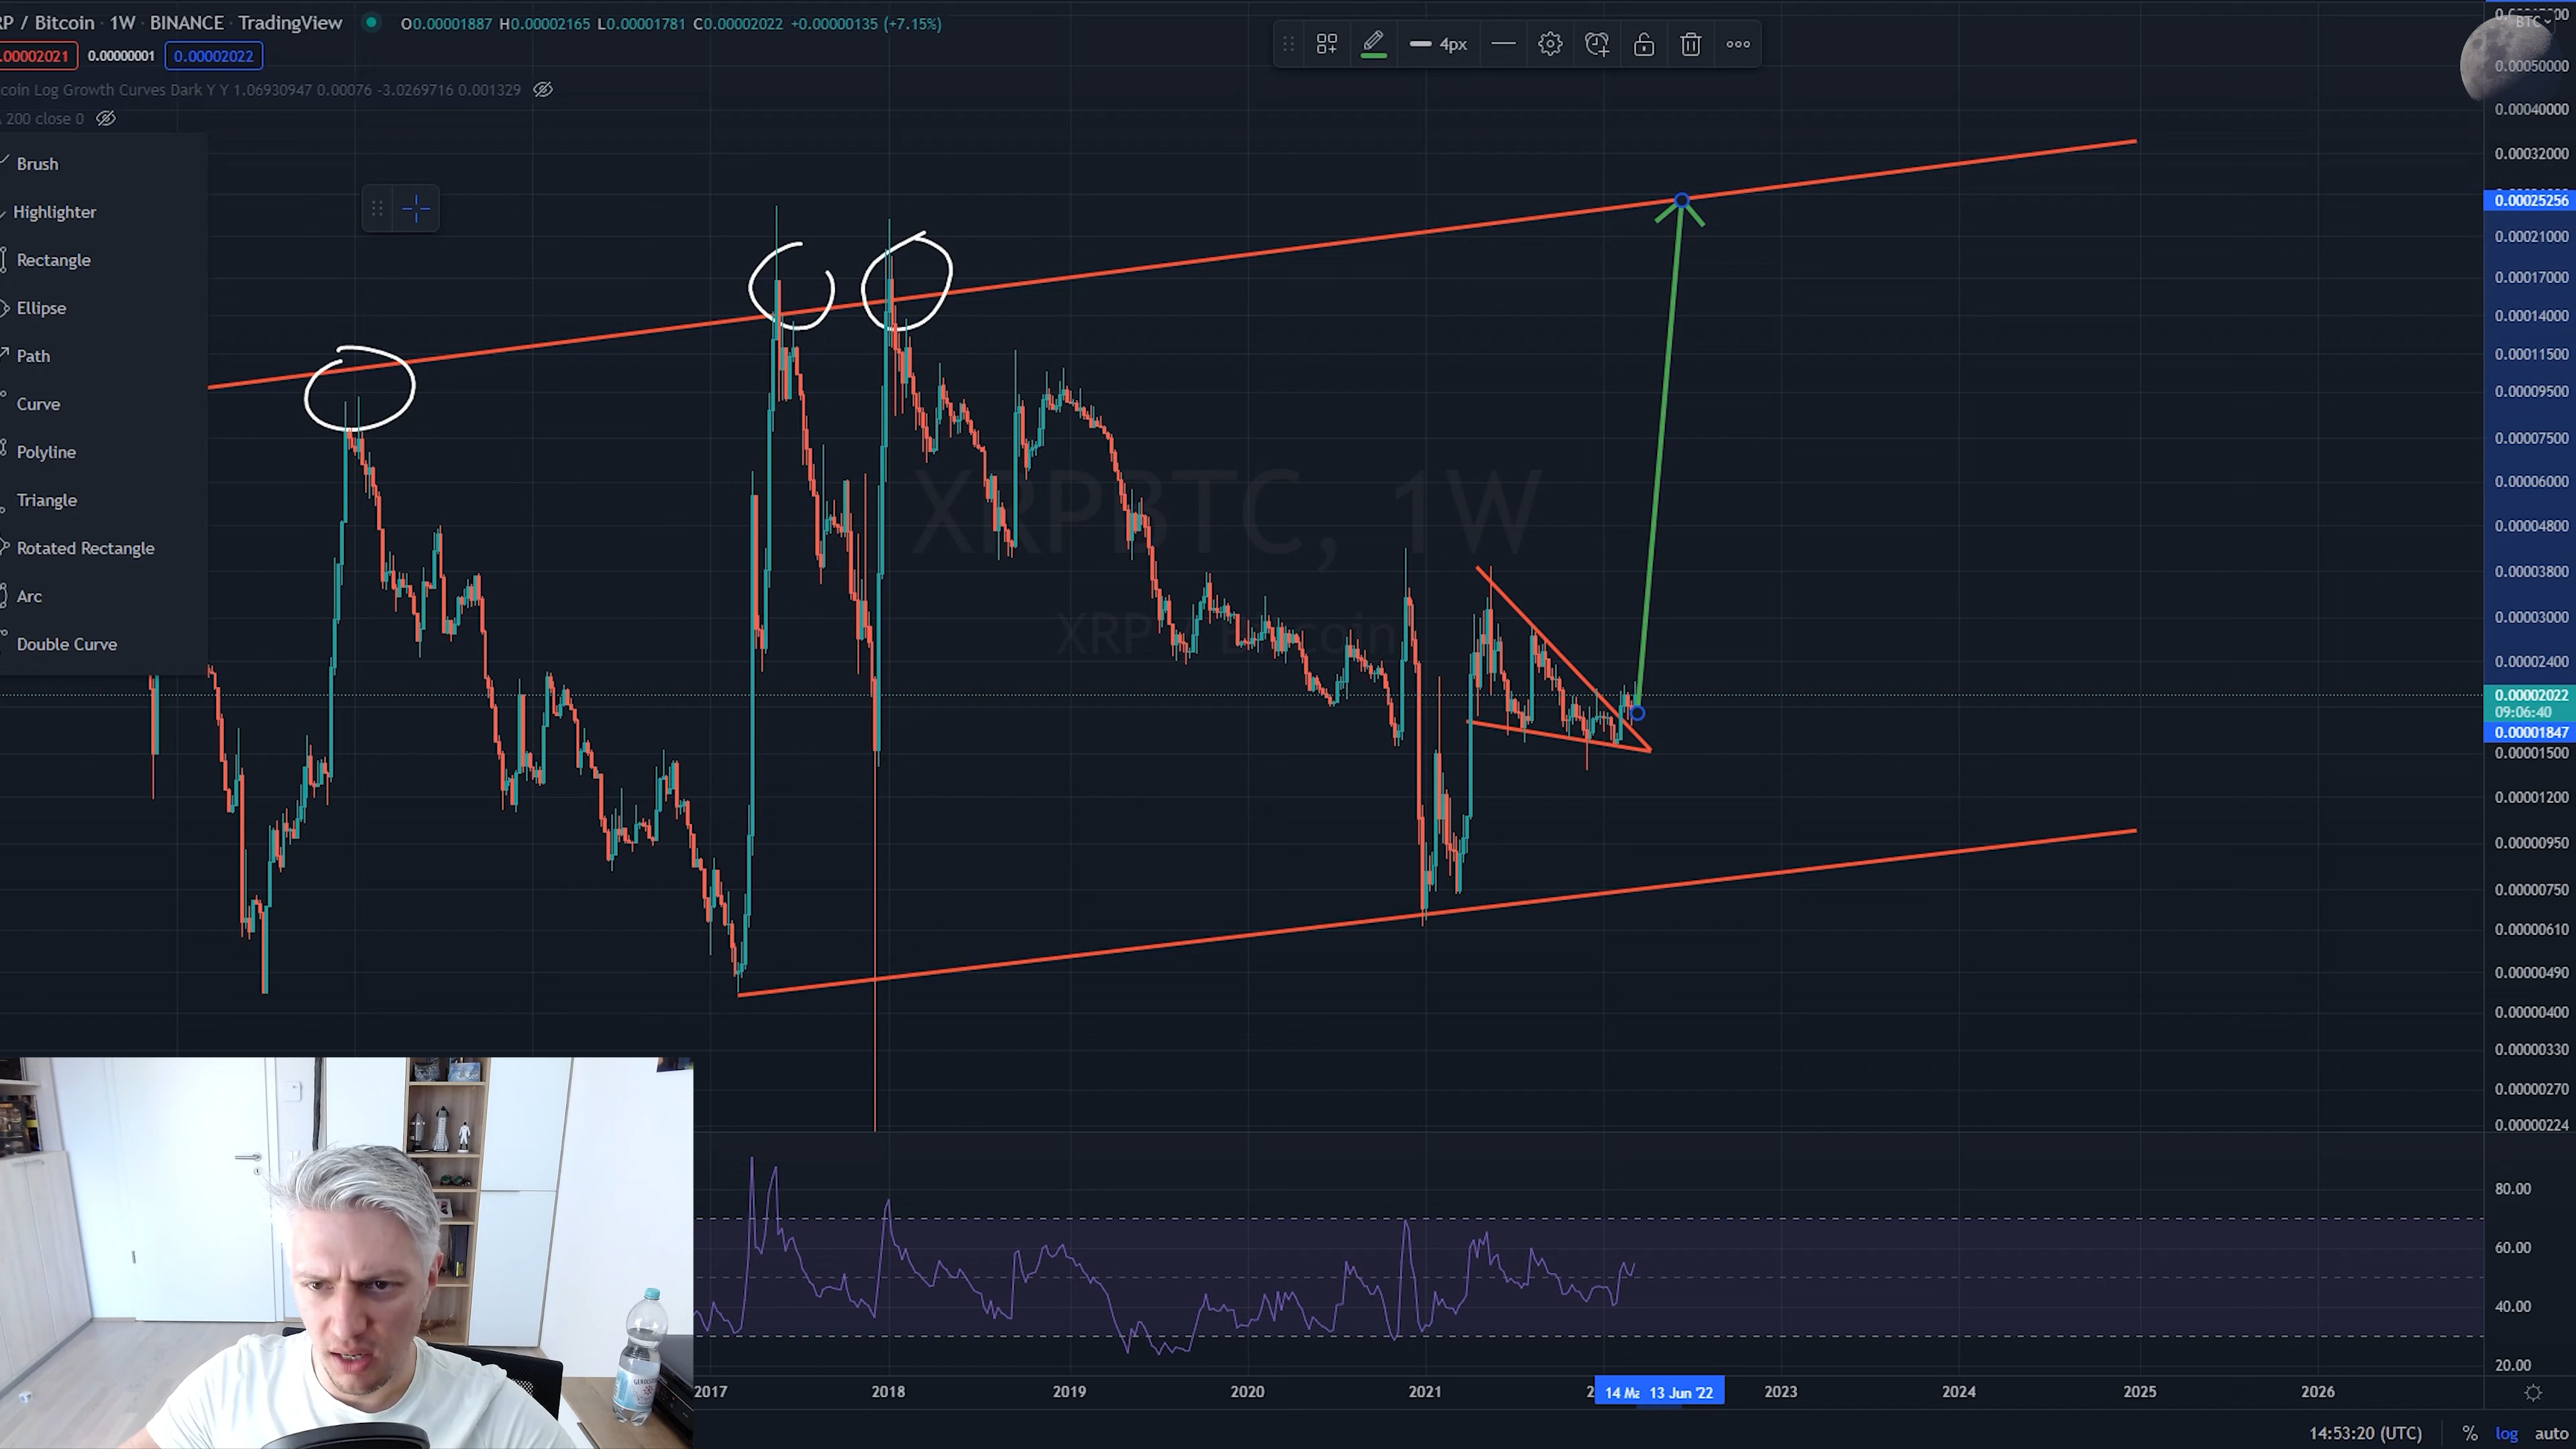 RP / Bitcoin · 1W · BINANCE · TradingView O0.00001887 H0.00002165 L0.00001781 C0.00002022 +0.00000135 (+7.15%)
.00002021 0.00000001 0.00002022
coin Log Growth Curves Dark Y Y 1.06930947 0.00076 -3.0269716 0.001329
200 close 0
4px
BTC
Brush
Highlighter
Rectangle
Ellipse
Path
Curve
Polyline
Triangle
Rotated Rectangle
Arc
Double Curve
XRPBTC, 1W
XRP / Bitcoin
0.00050000
0.00040000
0.00032000
0.00025256
0.00021000
0.00017000
0.00014000
0.00011500
0.00009500
0.00007500
0.00006000
0.00004800
0.00003800
0.00003000
0.00002400
0.00002022
09:06:40
0.00001847
0.00001500
0.00001200
0.00000950
0.00000750
0.00000610
0.00000490
0.00000400
0.00000330
0.00000270
0.00000224
80.00
60.00
40.00
20.00
2017 2018 2019 2020 2021 14 Ma 13 Jun '22 2023 2024 2025 2026
14:53:20 (UTC) % log auto